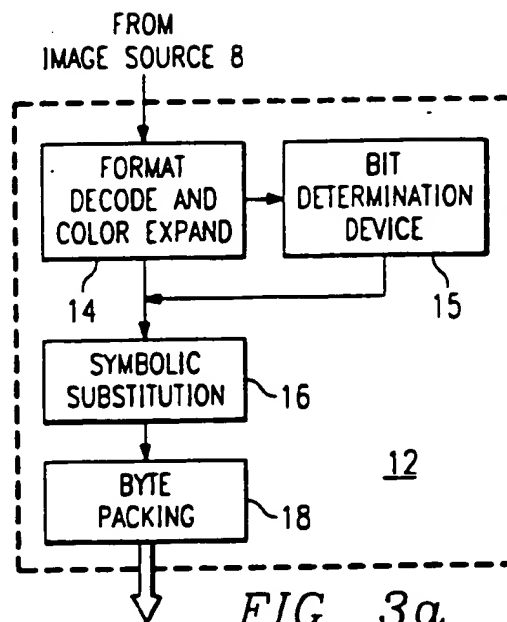 FROM
IMAGE SOURCE 8
FORMAT
DECODE AND
COLOR EXPAND
BIT
DETERMINATION
DEVICE
14
15
SYMBOLIC
SUBSTITUTION
16
BYTE
PACKING
18
12
FIG. 3a